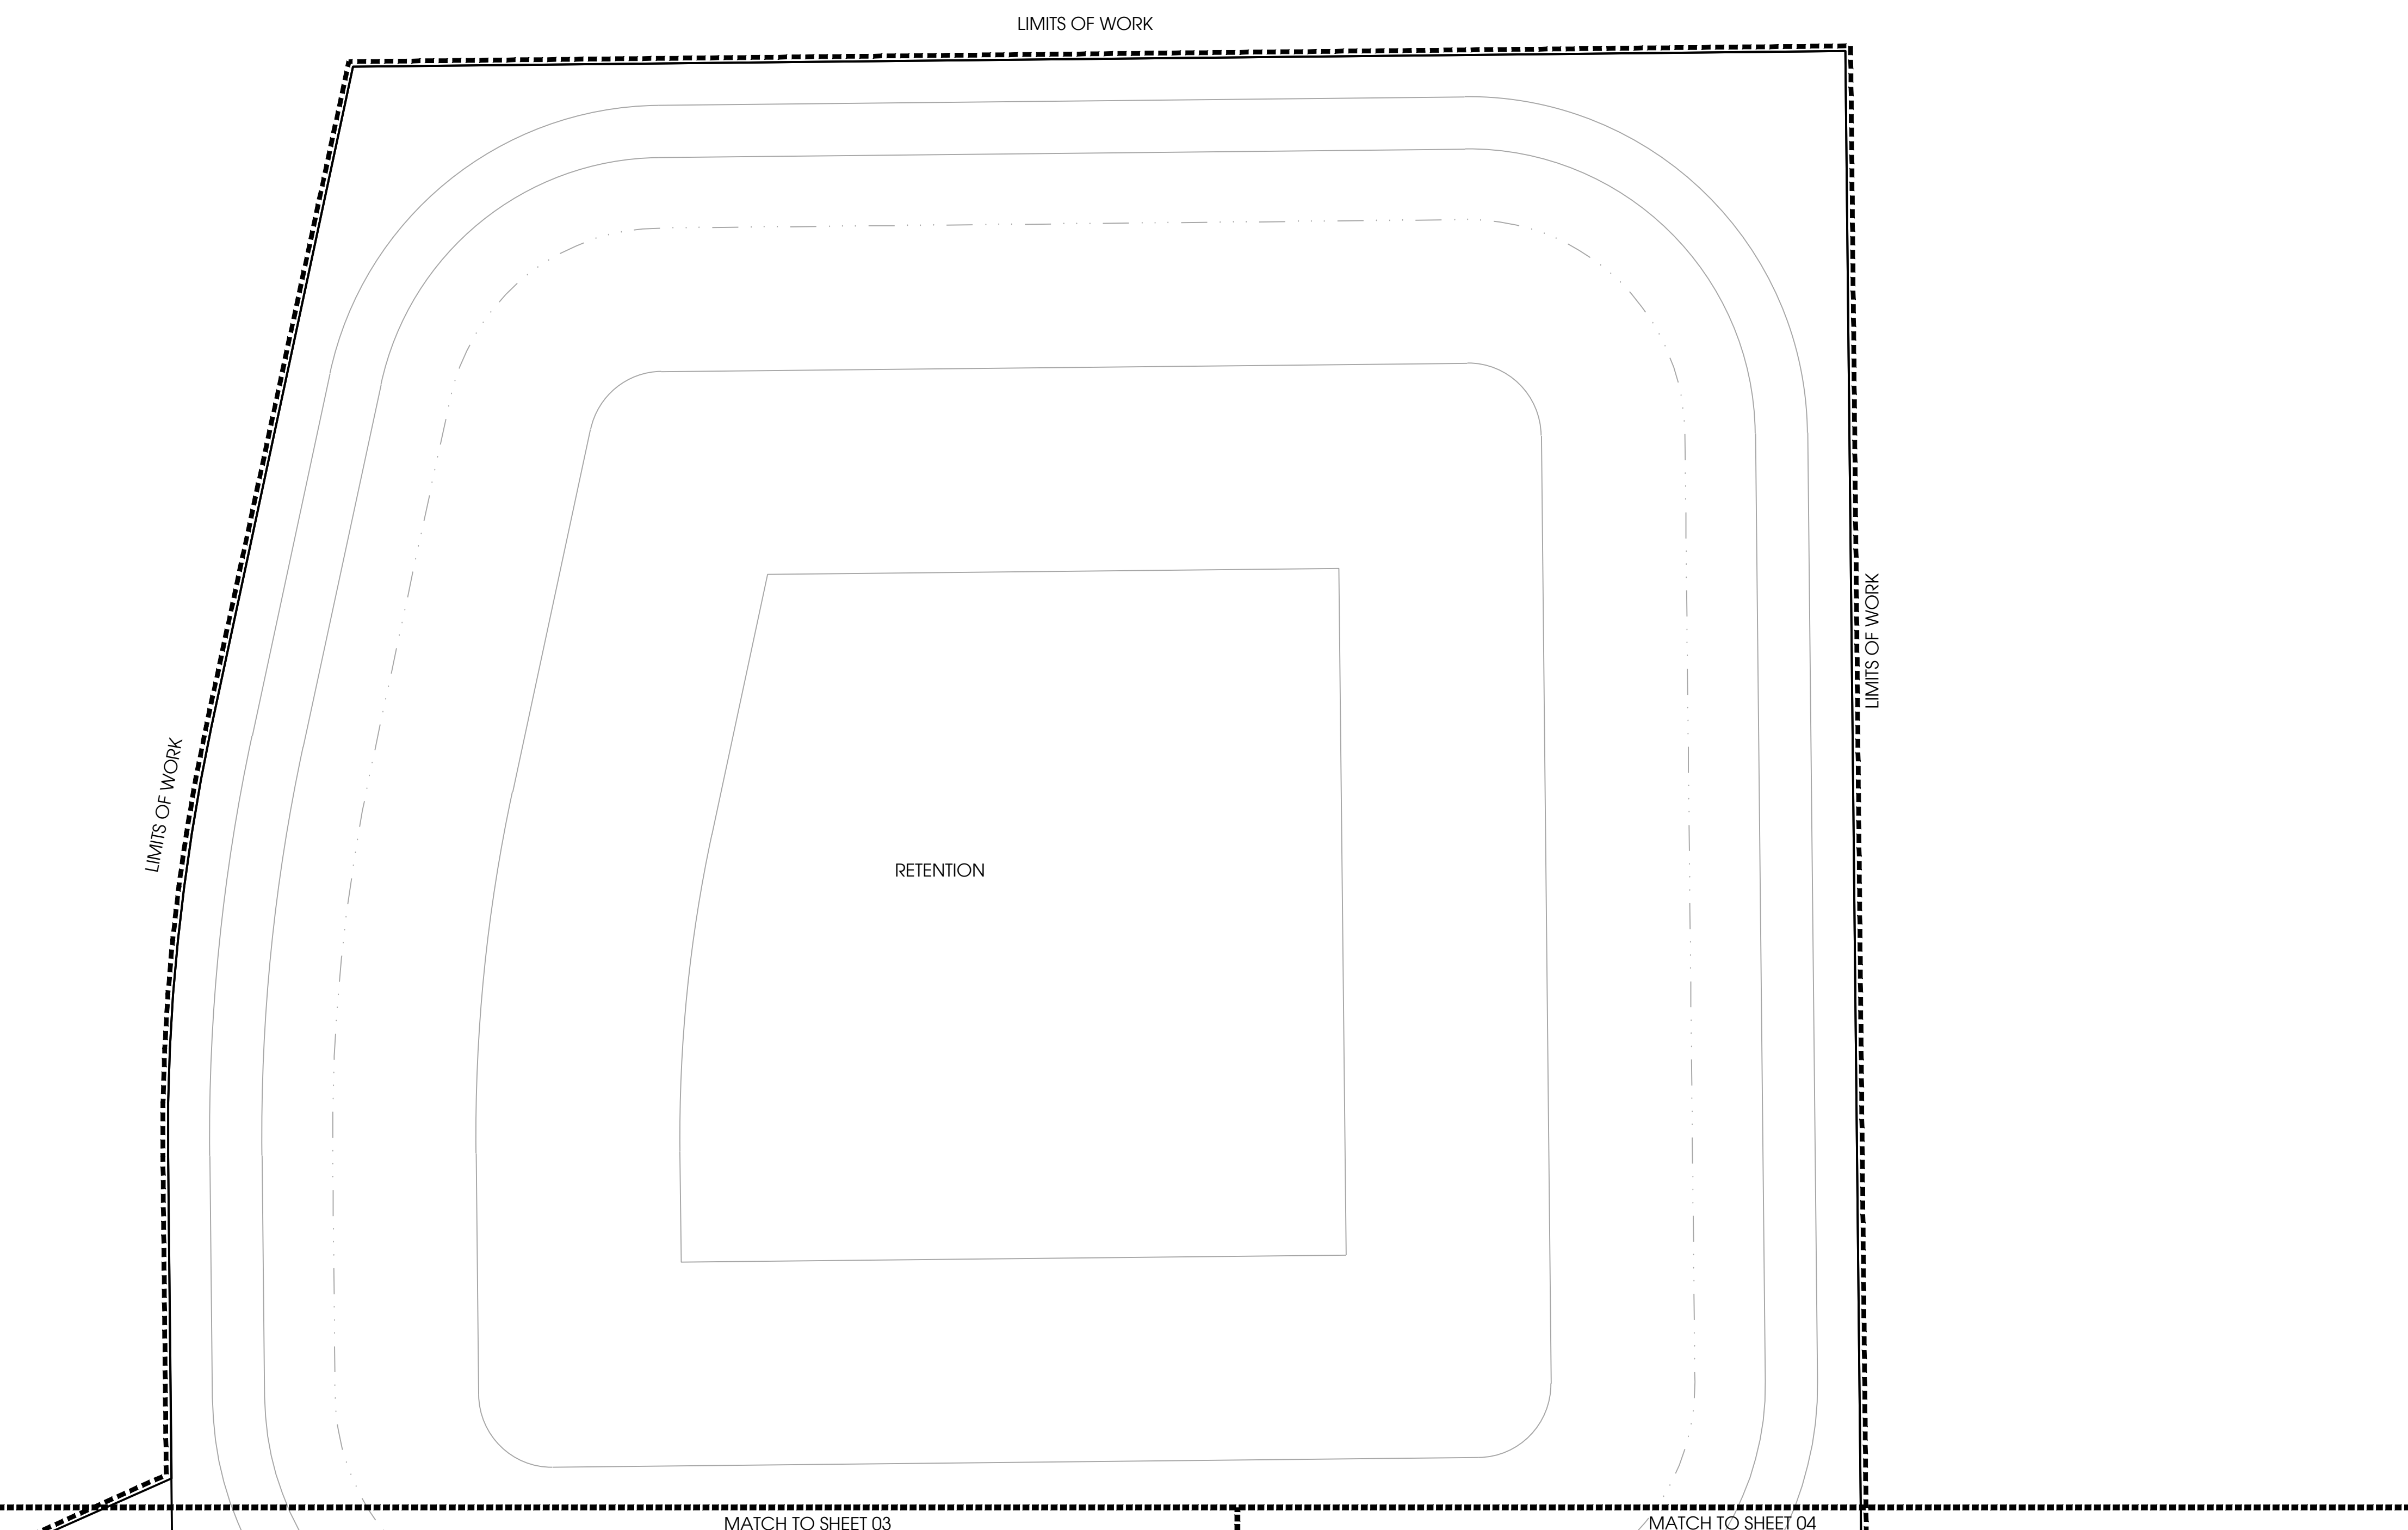 LIMITS OF WORK
LIMITS OF WORK
LIMITS OF WORK
RETENTION
MATCH TO SHEET 03
MATCH TO SHEET 04